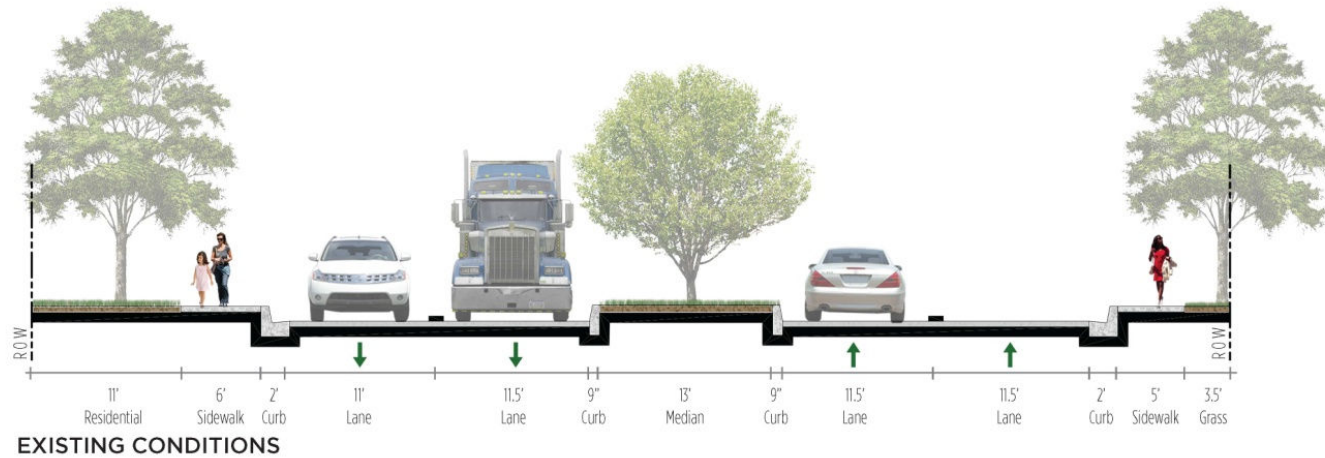 ROW
ROW
11' 6' 2' 11' 11.5' 9" 13' 9" 11.5' 11.5' 2' 5' 3.5'
Residential Sidewalk Curb Lane Lane Curb Median Curb Lane Lane Curb Sidewalk Grass
EXISTING CONDITIONS